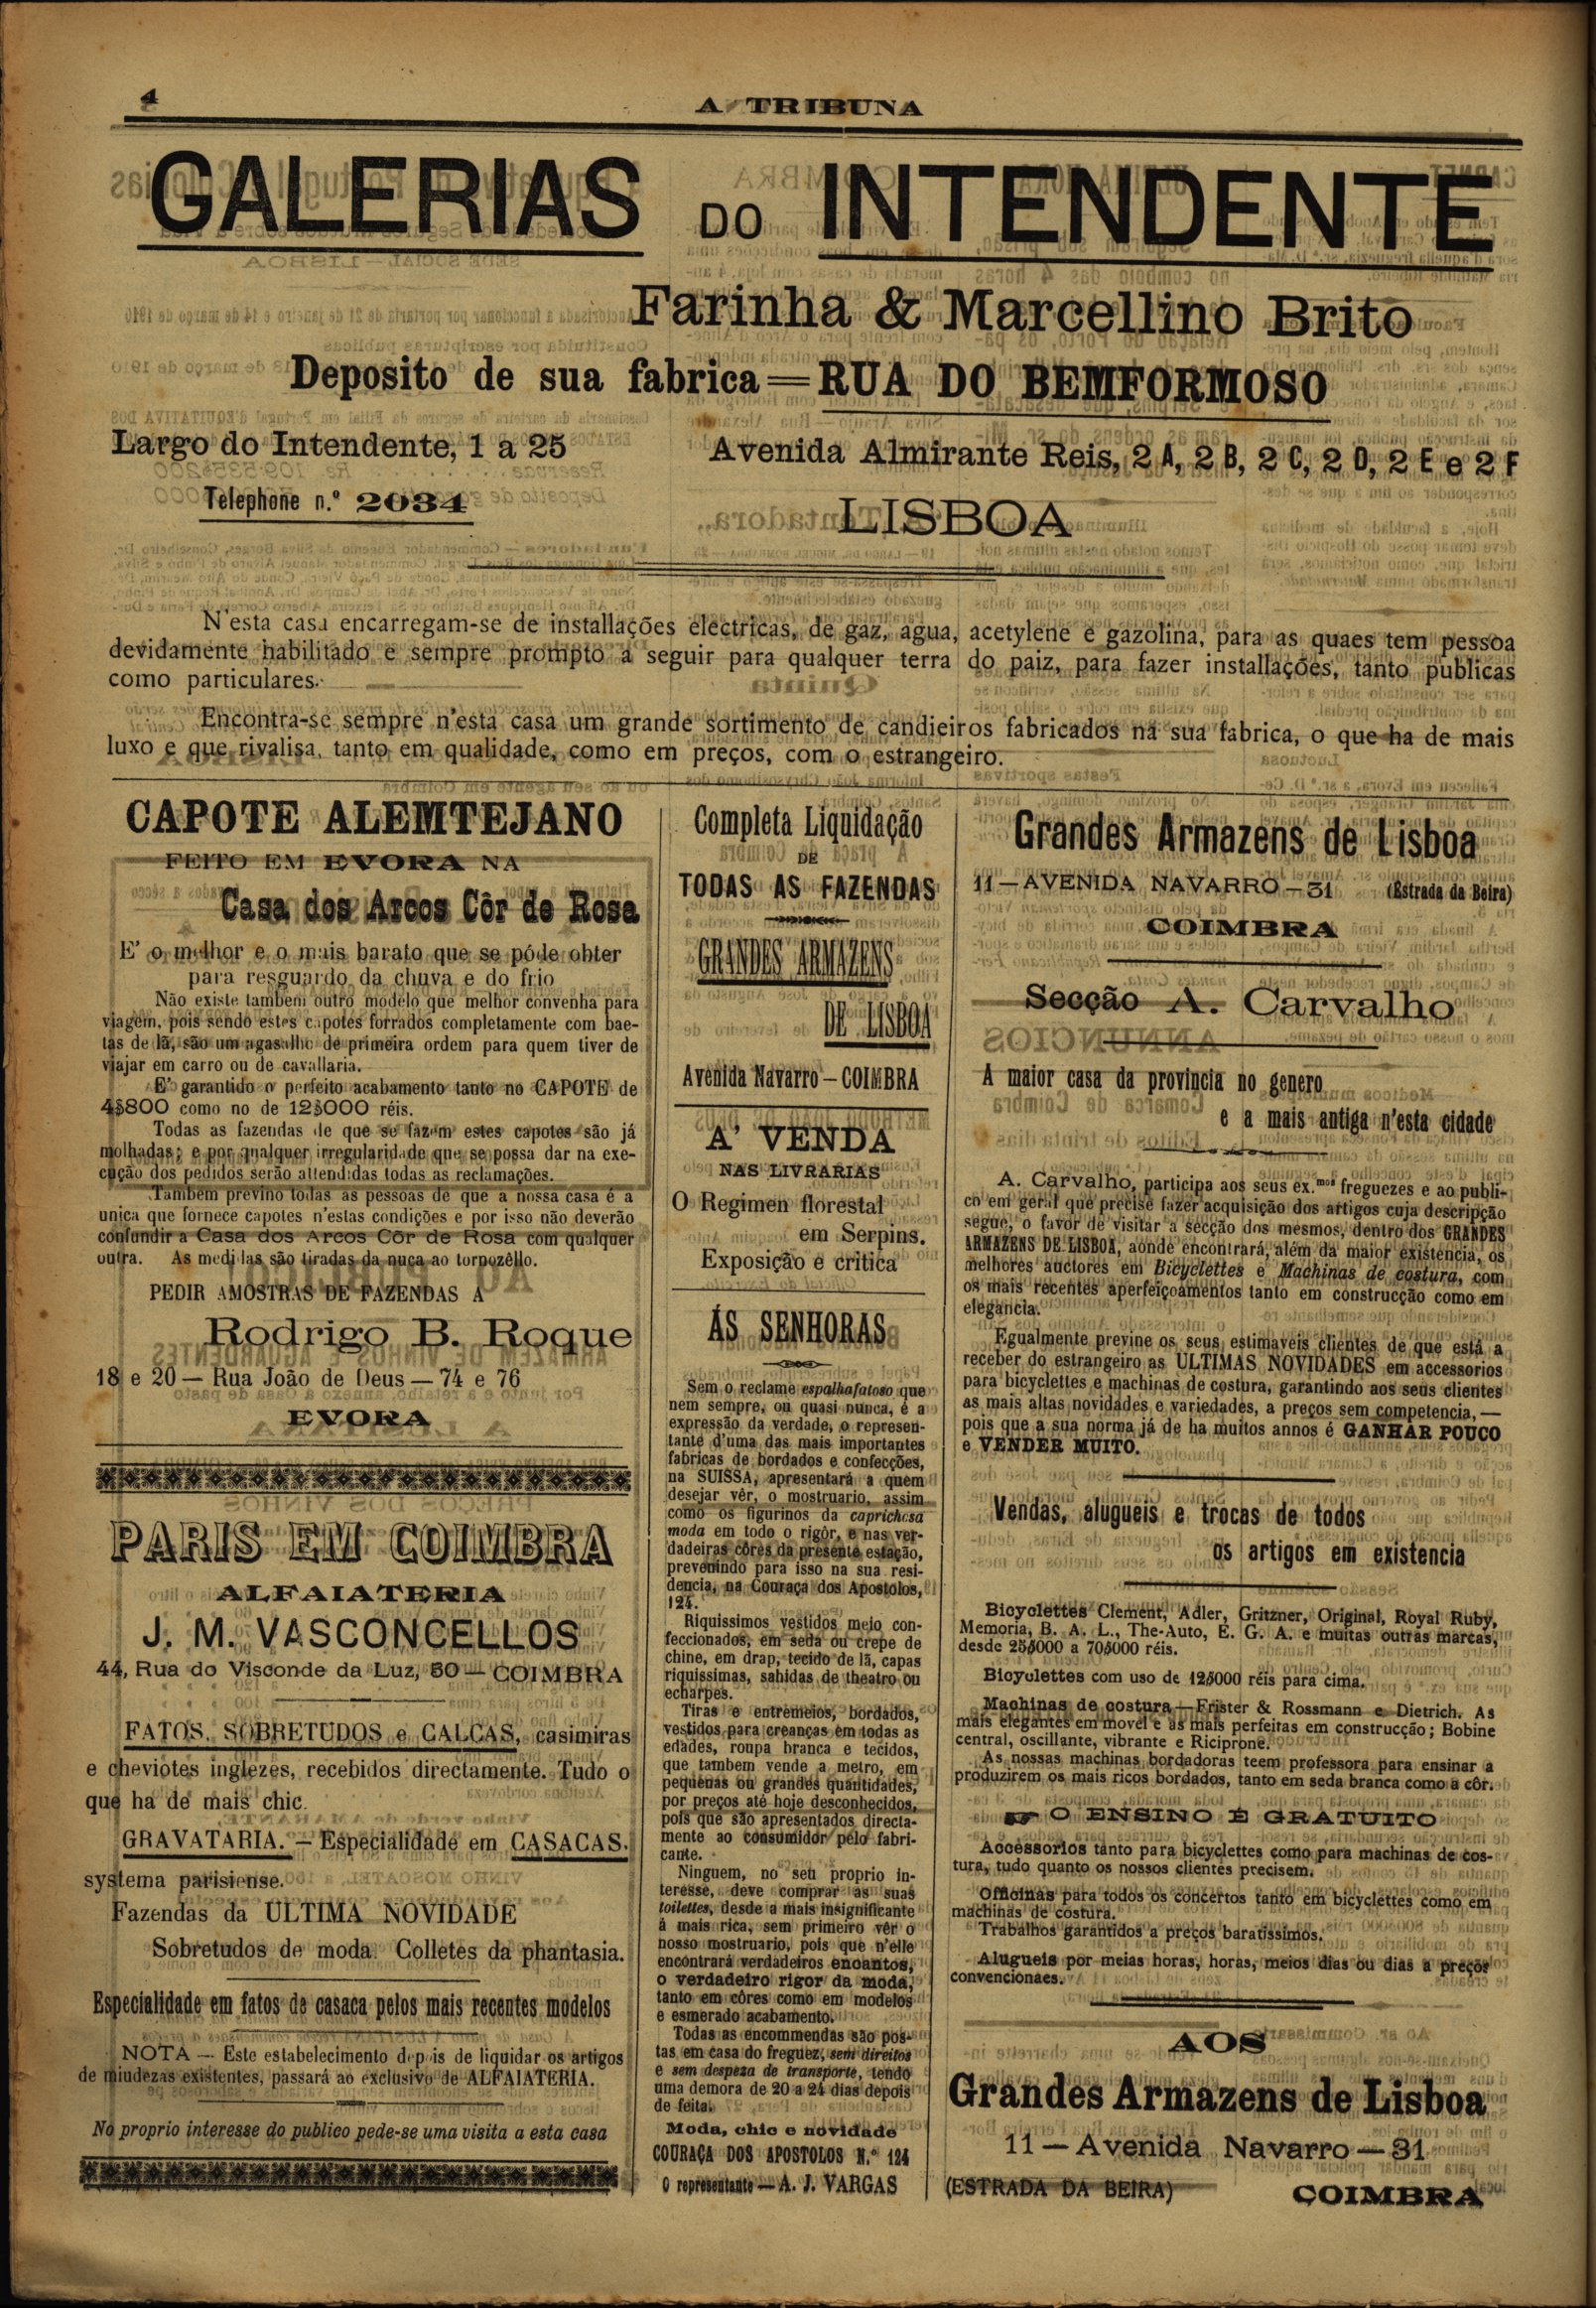 4
A TRIBUNA
GALERIAS DO INTENDENTE
Farinha & Marcellino Brito
Deposito de sua fabrica=RUA DO BEMFORMOSO
Largo do Intendente, 1 a 25
Avenida Almirante Reis, 2 A, 2 B, 2 C, 2 D, 2 E e 2 F
Telephone n.º 2034
LISBOA
N'esta casa encarregam-se de installações electricas, de gaz, agua, acetylene e gazolina, para as quaes tem pessoa
devidamente habilitado e sempre prompto a seguir para qualquer terra do paiz, para fazer installações, tanto publicas
como particulares.
Encontra-se sempre n'esta casa um grande sortimento de candieiros fabricados na sua fabrica, o que ha de mais
luxo e que rivalisa, tanto em qualidade, como em preços, com o estrangeiro.
CAPOTE ALEMTEJANO
FEITO EM EVORA NA
Casa dos Arcos Côr de Rosa
E' o melhor e o mais barato que se póde obter
para resguardo da chuva e do frio
Não existe tambem outro modelo que melhor convenha para
viagem, pois sendo estes capotes forrados completamente com bae-
tas de lã, são um agasalho de primeira ordem para quem tiver de
viajar em carro ou de cavallaria.
E' garantido o perfeito acabamento tanto no CAPOTE de
4$800 como no de 12$000 réis.
Todas as fazendas de que se fazem estes capotes são já
molhadas; e por qualquer irregularidade que se possa dar na exe-
cução dos pedidos serão attendidas todas as reclamações.
Tambem previno todas as pessoas de que a nossa casa é a
unica que fornece capotes n'estas condições e por isso não deverão
confundir a Casa dos Arcos Côr de Rosa com qualquer
outra. As medidas são tiradas da nuca ao tornozêllo.
PEDIR AMOSTRAS DE FAZENDAS A
Rodrigo B. Roque
18 e 20 — Rua João de Deus — 74 e 76
EVORA
PARIS EM COIMBRA
ALFAIATERIA
J. M. VASCONCELLOS
44, Rua do Visconde da Luz, 50 — COIMBRA
FATOS, SOBRETUDOS e CALÇAS, casimiras
e cheviotes inglezes, recebidos directamente. Tudo o
que ha de mais chic.
GRAVATARIA. — Especialidade em CASACAS.
systema parisiense.
Fazendas da ULTIMA NOVIDADE
Sobretudos de moda. Colletes da phantasia.
Especialidade em fatos de casaca pelos mais recentes modelos
NOTA — Este estabelecimento depois de liquidar os artigos
de miudezas existentes, passará ao exclusivo de ALFAIATERIA.
No proprio interesse do publico pede-se uma visita a esta casa
Completa Liquidação
DE
TODAS AS FAZENDAS
GRANDES ARMAZENS
DE LISBOA
Avenida Navarro — COIMBRA
A' VENDA
NAS LIVRARIAS
O Regimen florestal
em Serpins.
Exposição e critica
ÁS SENHORAS
Sem o reclame espalhafatoso que
nem sempre, ou quasi nunca, é a
expressão da verdade, o represen-
tante d'uma das mais importantes
fabricas de bordados e confecções,
na SUISSA, apresentará a quem
desejar vêr, o mostruario, assim
como os figurinos da caprichosa
moda em todo o rigôr, e nas ver-
dadeiras côres da presente estação,
prevenindo para isso na sua resi-
dencia, na Couraça dos Apostolos,
124.
Riquissimos vestidos meio con-
feccionados, em seda ou crepe de
chine, em drap, tecido de lã, capas
riquissimas, sahidas de theatro ou
echarpes.
Tiras e entremeios, bordados,
vestidos para creanças em todas as
edades, roupa branca e tecidos,
que tambem vende a metro, em
pequenas ou grandes quantidades,
por preços até hoje desconhecidos,
pois que são apresentados directa-
mente ao consumidor pelo fabri-
cante.
Ninguem, no seu proprio in-
teresse, deve comprar as suas
toilettes, desde a mais insignificante
á mais rica, sem primeiro vêr o
nosso mostruario, pois que n'elle
encontrará verdadeiros encantos,
o verdadeiro rigor da moda,
tanto em côres como em modelos
e esmerado acabamento.
Todas as encommendas são pos-
tas em casa do freguez, sem direitos
e sem despeza de transporte, tendo
uma demora de 20 a 24 dias depois
de feita.
Moda, chic e novidade
COURAÇA DOS APOSTOLOS N.º 124
O representante — A. J. VARGAS
Grandes Armazens de Lisboa
11 — AVENIDA NAVARRO — 31 (Estrada da Beira)
COIMBRA
Secção A. Carvalho
A maior casa da provincia no genero
e a mais antiga n'esta cidade
A. Carvalho, participa aos seus ex.mos freguezes e ao publi-
co em geral que precise fazer acquisição dos artigos cuja descripção
segue, o favor de visitar a secção dos mesmos, dentro dos GRANDES
ARMAZENS DE LISBOA, aonde encontrará, além da maior existencia, os
melhores auctores em Bicyclettes e Machinas de costura, com
os mais recentes aperfeiçoamentos tanto em construcção como em
elegancia.
Egualmente previne os seus estimaveis clientes de que está a
receber do estrangeiro as ULTIMAS NOVIDADES em accessorios
para bicyclettes e machinas de costura, garantindo aos seus clientes
as mais altas novidades e variedades, a preços sem competencia, —
pois que a sua norma já de ha muitos annos é GANHAR POUCO
e VENDER MUITO.
Vendas, alugueis e trocas de todos
os artigos em existencia
Bicyclettes Clement, Adler, Gritzner, Original, Royal Ruby,
Memoria, B. A. L., The-Auto, E. G. A. e muitas outras marcas,
desde 25$000 a 70$000 réis.
Bicyclettes com uso de 12$000 réis para cima.
Machinas de costura — Frister & Rossmann e Dietrich. As
mais elegantes em movel e as mais perfeitas em construcção; Bobine
central, oscillante, vibrante e Riciprone.
As nossas machinas bordadoras teem professora para ensinar a
produzirem os mais ricos bordados, tanto em seda branca como a côr.
☛ O ENSINO É GRATUITO
Accessorios tanto para bicyclettes como para machinas de cos-
tura, tudo quanto os nossos clientes precisem.
Officinas para todos os concertos tanto em bicyclettes como em
machinas de costura.
Trabalhos garantidos a preços baratissimos.
Alugueis por meias horas, horas, meios dias ou dias a preços
convencionaes.
AOS
Grandes Armazens de Lisboa
11 — Avenida Navarro — 31
(ESTRADA DA BEIRA) COIMBRA